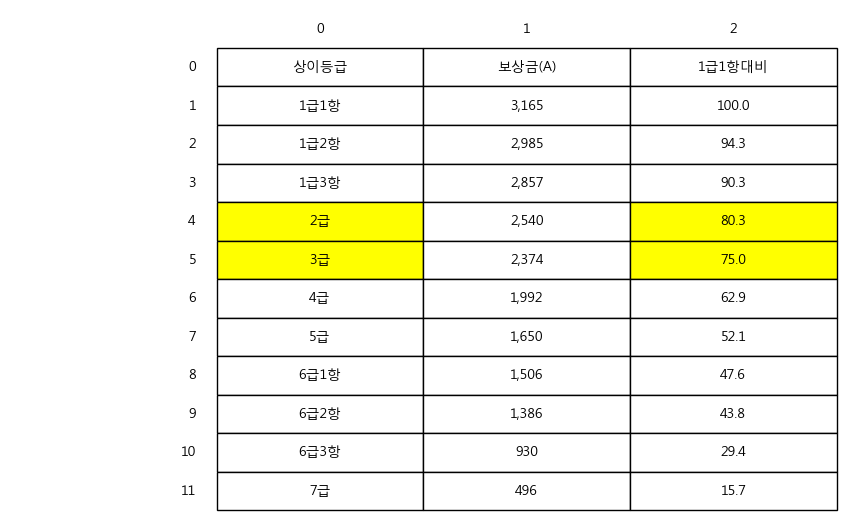 0 1 2
0 상이등급 보상금(A) 1급1항대비
1 1급1항 3,165 100.0
2 1급2항 2,985 94.3
3 1급3항 2,857 90.3
4 2급 2,540 80.3
5 3급 2,374 75.0
6 4급 1,992 62.9
7 5급 1,650 52.1
8 6급1항 1,506 47.6
9 6급2항 1,386 43.8
10 6급3항 930 29.4
11 7급 496 15.7